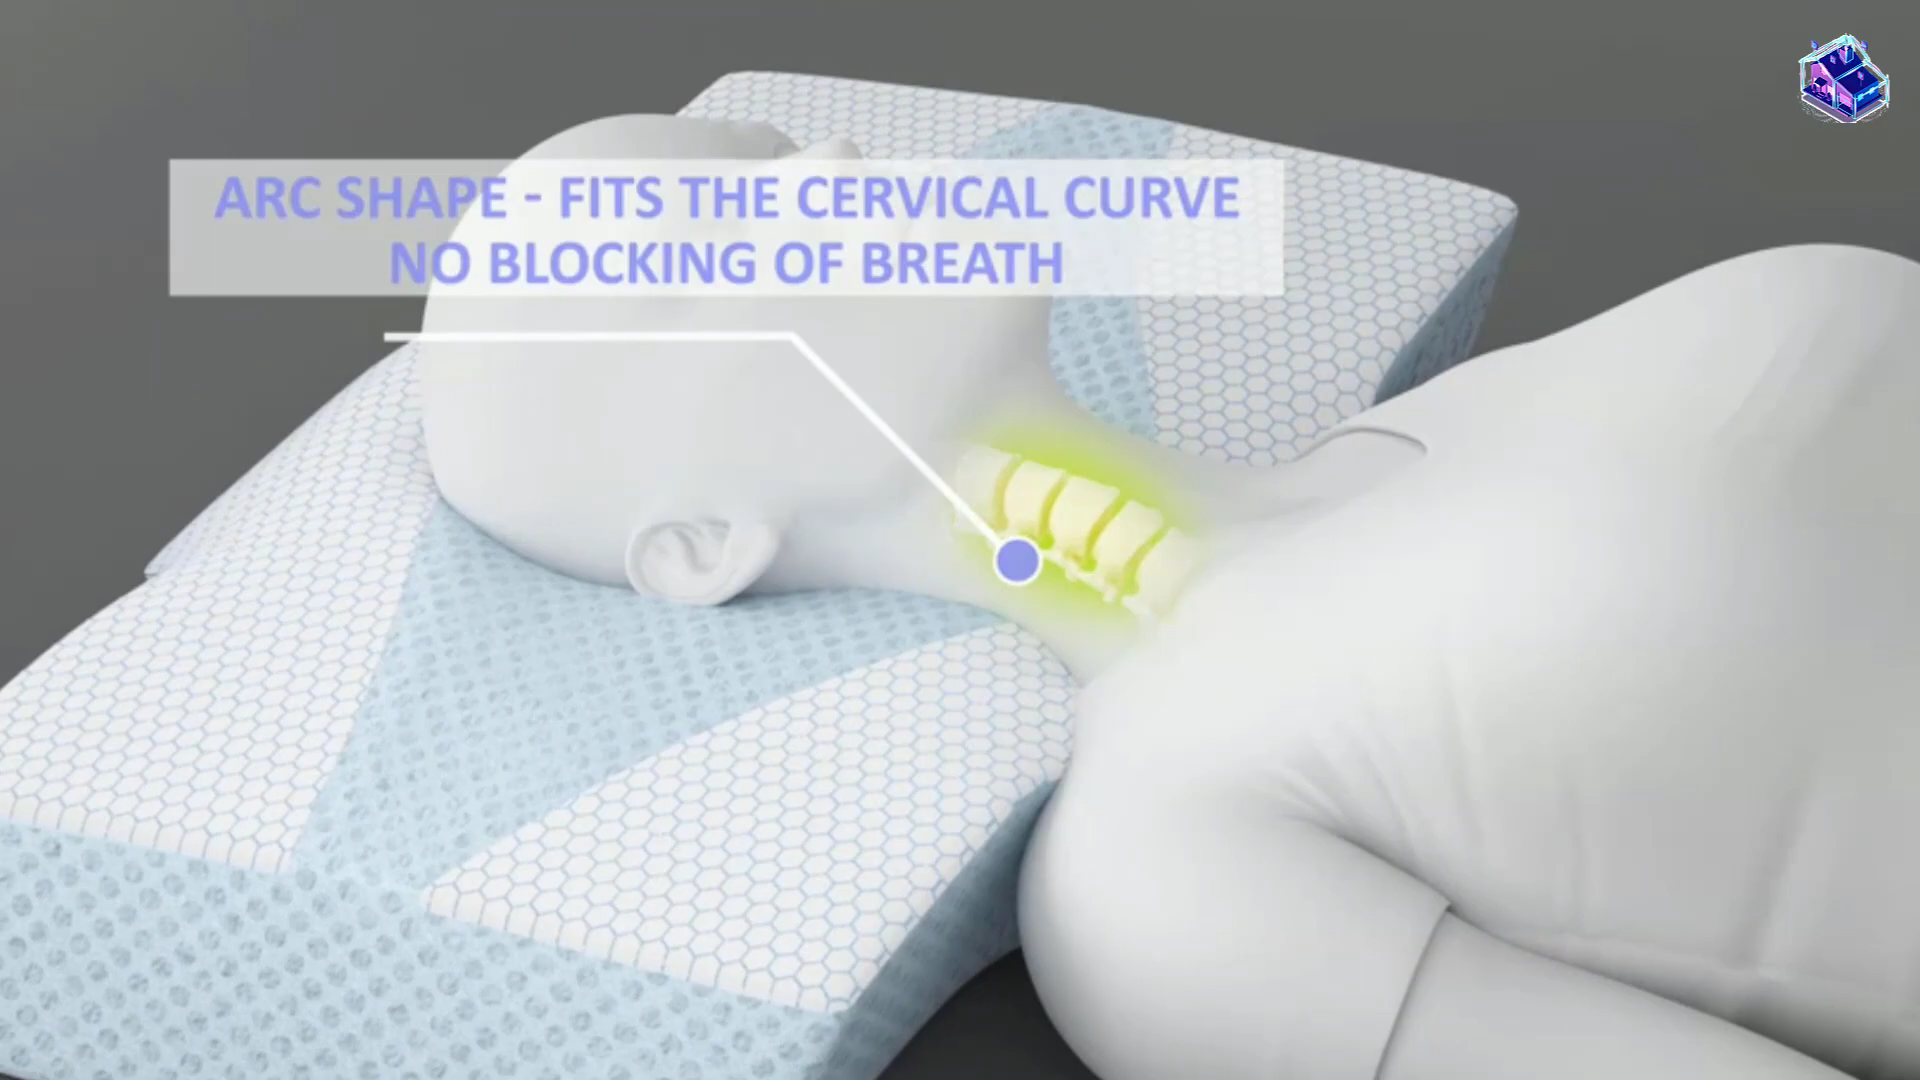 ARC SHAPE - FITS THE CERVICAL CURVE
NO BLOCKING OF BREATH